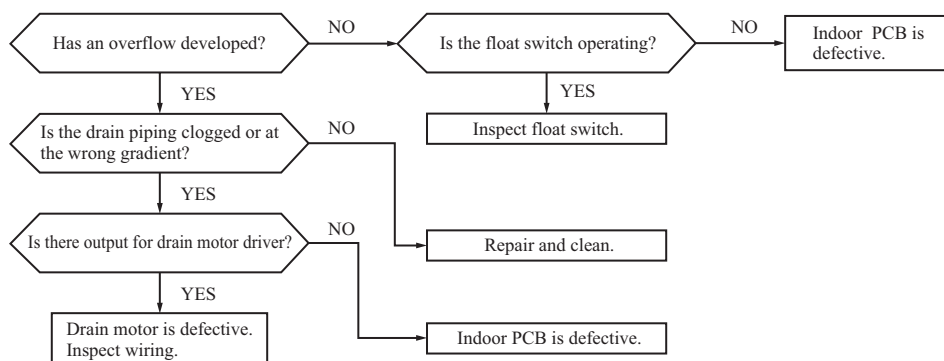 Has an overflow developed?
NO
Is the float switch operating?
NO
Indoor PCB is
defective.
YES
YES
Inspect float switch.
Is the drain piping clogged or at
the wrong gradient?
NO
YES
Repair and clean.
Is there output for drain motor driver?
NO
YES
Drain motor is defective.
Inspect wiring.
Indoor PCB is defective.